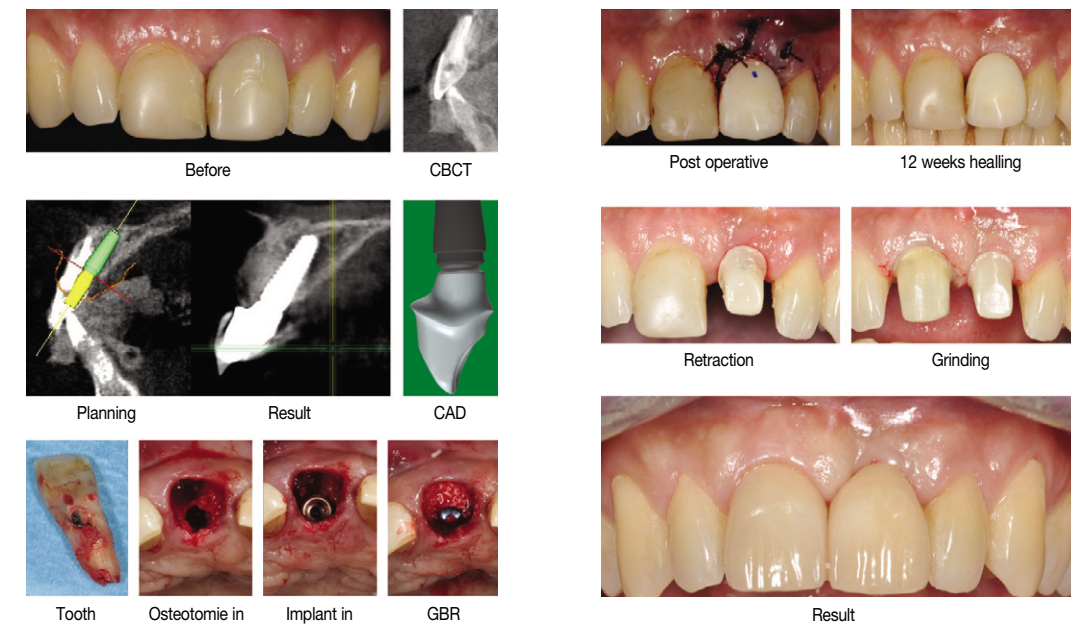 Before
CBCT
Planning
Result
CAD
Tooth
Osteotomie in
Implant in
GBR
Post operative
12 weeks healling
Retraction
Grinding
Result